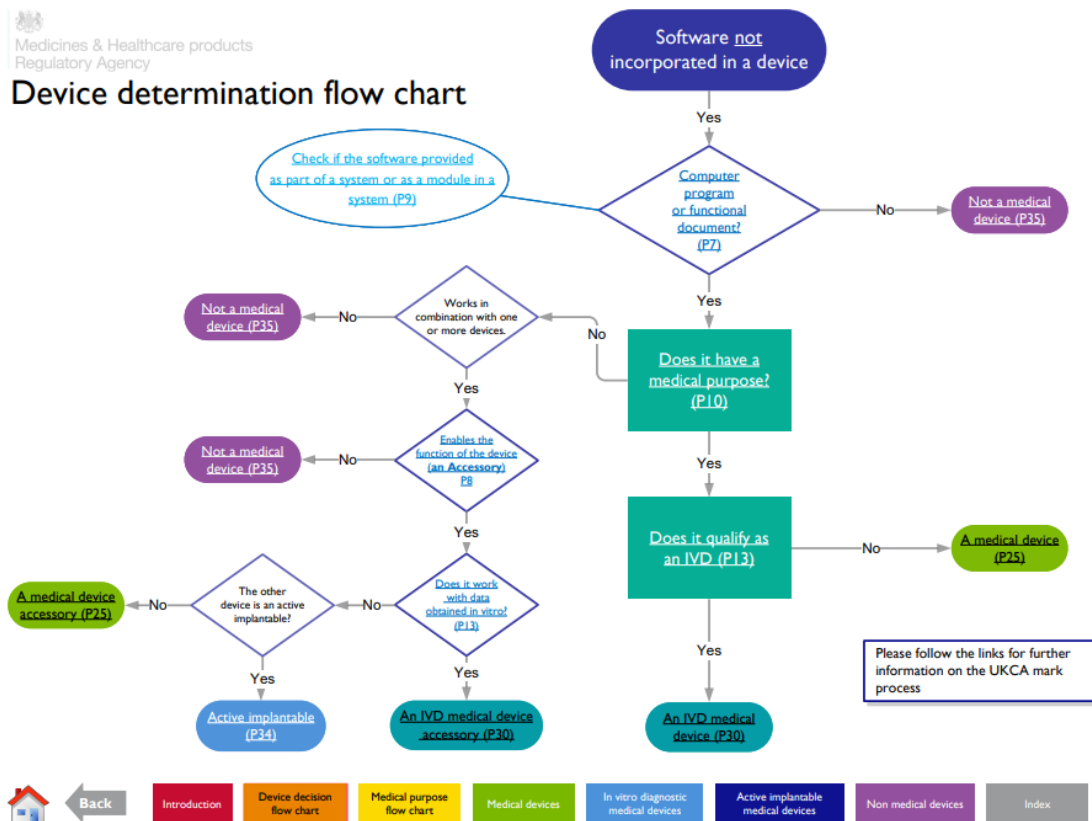 Medicines & Healthcare products
Regulatory Agency
Device determination flow chart
Software not
incorporated in a device
Yes
Check if the software provided
as part of a system or as a module in a
system (P9)
Computer
program
or functional
document?
(P7)
No
Not a medical
device (P35)
Yes
Not a medical
device (P35)
No
Works in
combination with one
or more devices.
No
Does it have a
medical purpose?
(P10)
Yes
Not a medical
device (P35)
No
Enables the
function of the device
(an Accessory)
P8
Yes
Does it qualify as
an IVD (P13)
No
A medical device
(P25)
Yes
A medical device
accessory (P25)
No
The other
device is an active
implantable?
No
Does it work
with data
obtained in vitro?
(P13)
Yes
Please follow the links for further
information on the UKCA mark
process
Yes
Yes
Active implantable
(P34)
An IVD medical device
accessory (P30)
An IVD medical
device (P30)
Back
Introduction
Device decision
flow chart
Medical purpose
flow chart
Medical devices
In vitro diagnostic
medical devices
Active implantable
medical devices
Non medical devices
Index